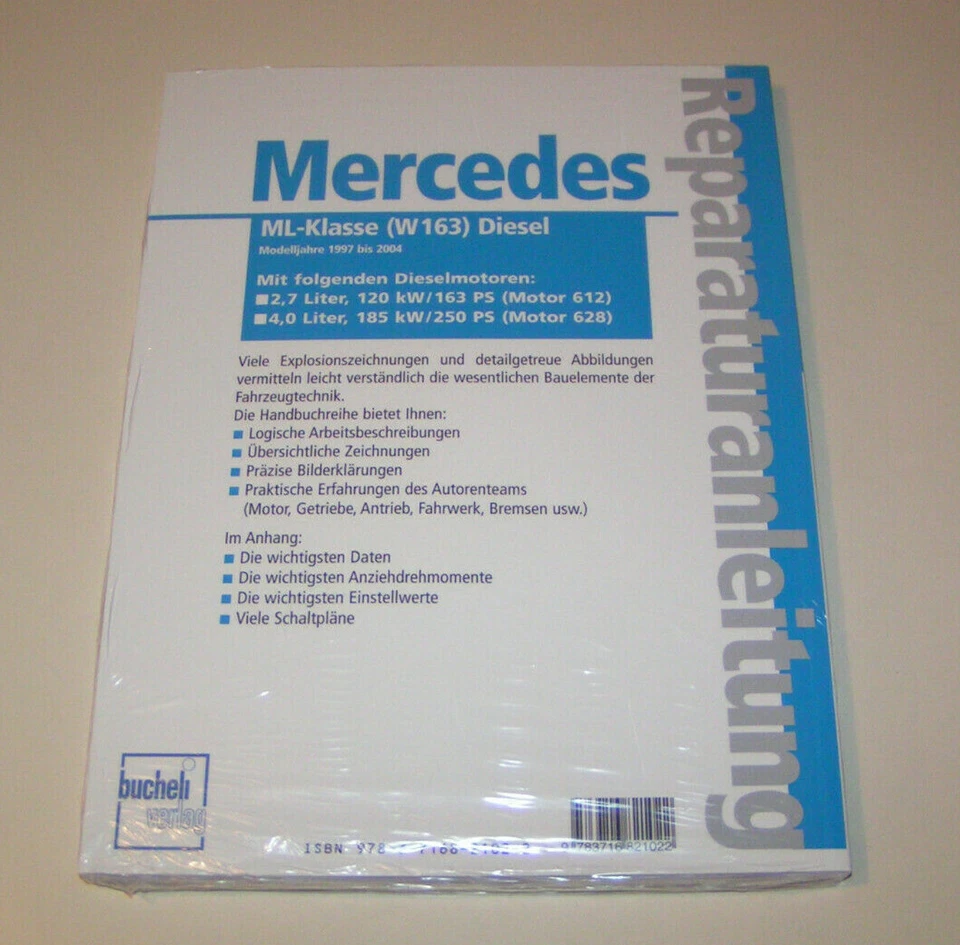 Mercedes
ML-Klasse (W163) Diesel
Modelljahre 1997 bis 2004
Mit folgenden Dieselmotoren:
■ 2,7 Liter, 120 kW/163 PS (Motor 612)
■ 4,0 Liter, 185 kW/250 PS (Motor 628)
Viele Explosionszeichnungen und detailgetreue Abbildungen
vermitteln leicht verständlich die wesentlichen Bauelemente der
Fahrzeugtechnik.
Die Handbuchreihe bietet Ihnen:
■ Logische Arbeitsbeschreibungen
■ Übersichtliche Zeichnungen
■ Präzise Bilderklärungen
■ Praktische Erfahrungen des Autorenteams
(Motor, Getriebe, Antrieb, Fahrwerk, Bremsen usw.)
Im Anhang:
■ Die wichtigsten Daten
■ Die wichtigsten Anziehdrehmomente
■ Die wichtigsten Einstellwerte
■ Viele Schaltpläne
Reparaturanleitung
bucheli
verlag
ISBN 978
9 783716 821022